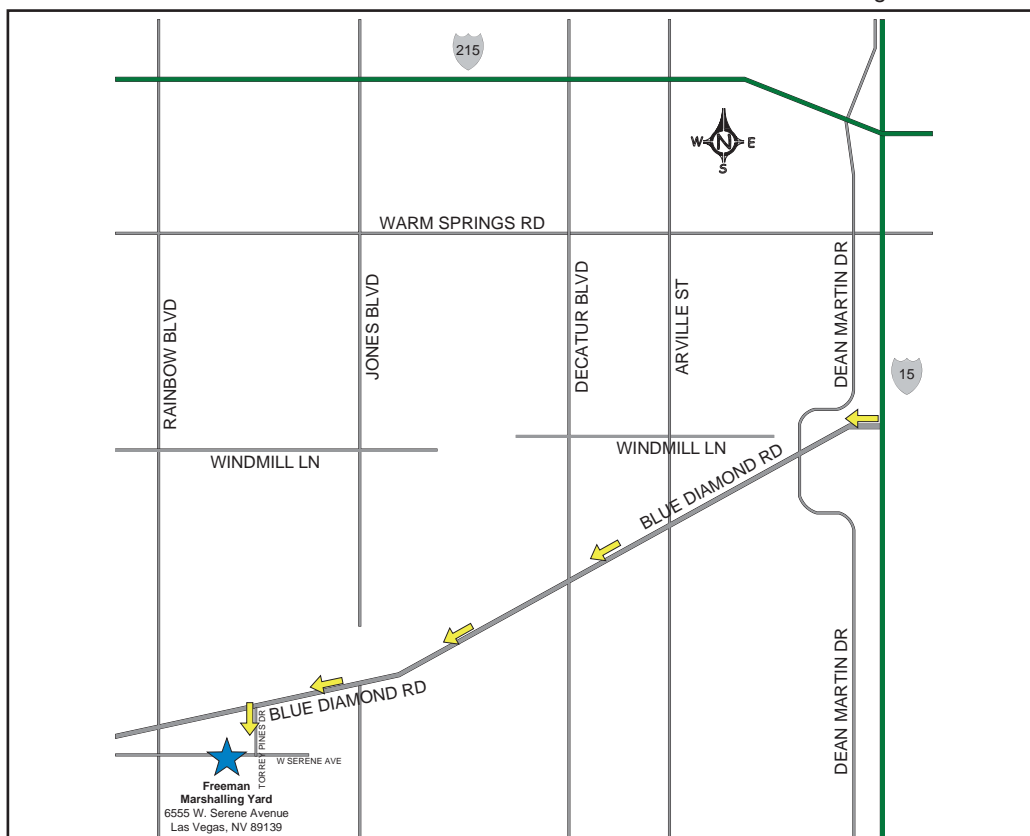 215
W N E
S
WARM SPRINGS RD
RAINBOW BLVD
JONES BLVD
DECATUR BLVD
ARVILLE ST
DEAN MARTIN DR
15
WINDMILL LN
WINDMILL LN
BLUE DIAMOND RD
BLUE DIAMOND RD
TORREY PINES DR
W SERENE AVE
DEAN MARTIN DR
Freeman
Marshalling Yard
6555 W. Serene Avenue
Las Vegas, NV 89139